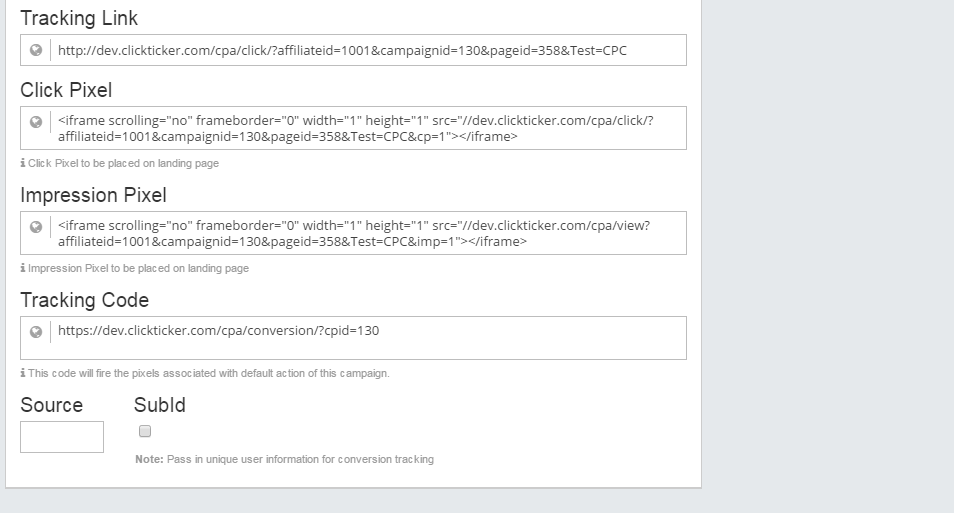 Tracking Link
http://dev.clickticker.com/cpa/click/?affiliateid=1001&campaignid=130&pageid=358&Test=CPC
Click Pixel
<iframe scrolling="no" frameborder="0" width="1" height="1" src="//dev.clickticker.com/cpa/click/?
affiliateid=1001&campaignid=130&pageid=358&Test=CPC&cp=1"></iframe>
Click Pixel to be placed on landing page
Impression Pixel
<iframe scrolling="no" frameborder="0" width="1" height="1" src="//dev.clickticker.com/cpa/view?
affiliateid=1001&campaignid=130&pageid=358&Test=CPC&imp=1"></iframe>
Impression Pixel to be placed on landing page
Tracking Code
https://dev.clickticker.com/cpa/conversion/?cpid=130
This code will fire the pixels associated with default action of this campaign.
Source SubId
Note: Pass in unique user information for conversion tracking